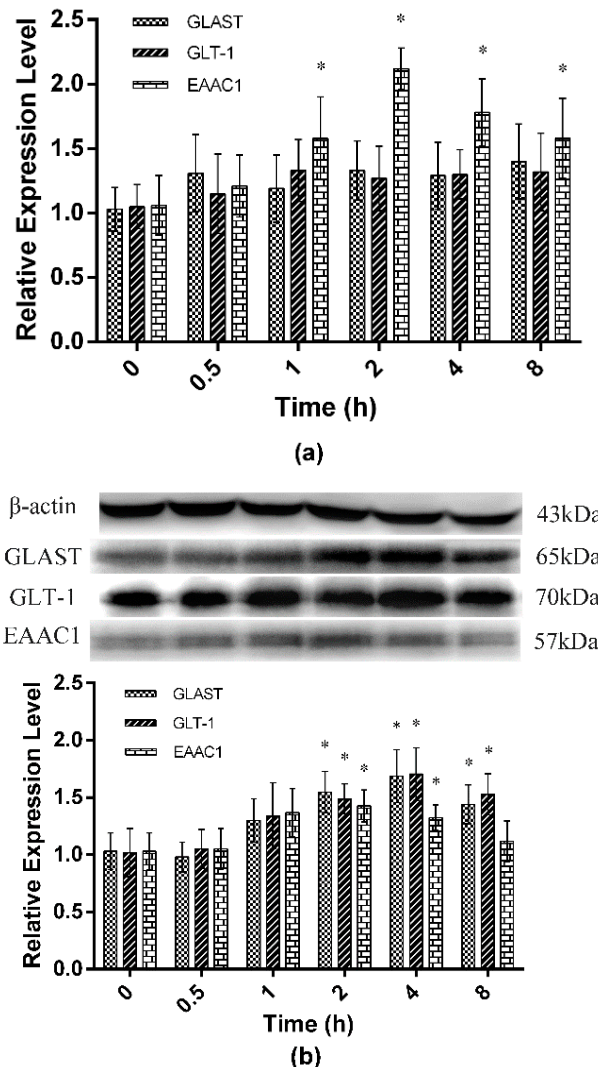 2.5
2.0
1.5
1.0
0.5
0.0
Relative Expression Level
GLAST
GLT-1
EAAC1
* * * *
0 0.5 1 2 4 8
Time (h)
(a)
β-actin 43kDa
GLAST 65kDa
GLT-1 70kDa
EAAC1 57kDa
2.5
2.0
1.5
1.0
0.5
0.0
Relative Expression Level
GLAST
GLT-1
EAAC1
* * * * * * * *
0 0.5 1 2 4 8
Time (h)
(b)